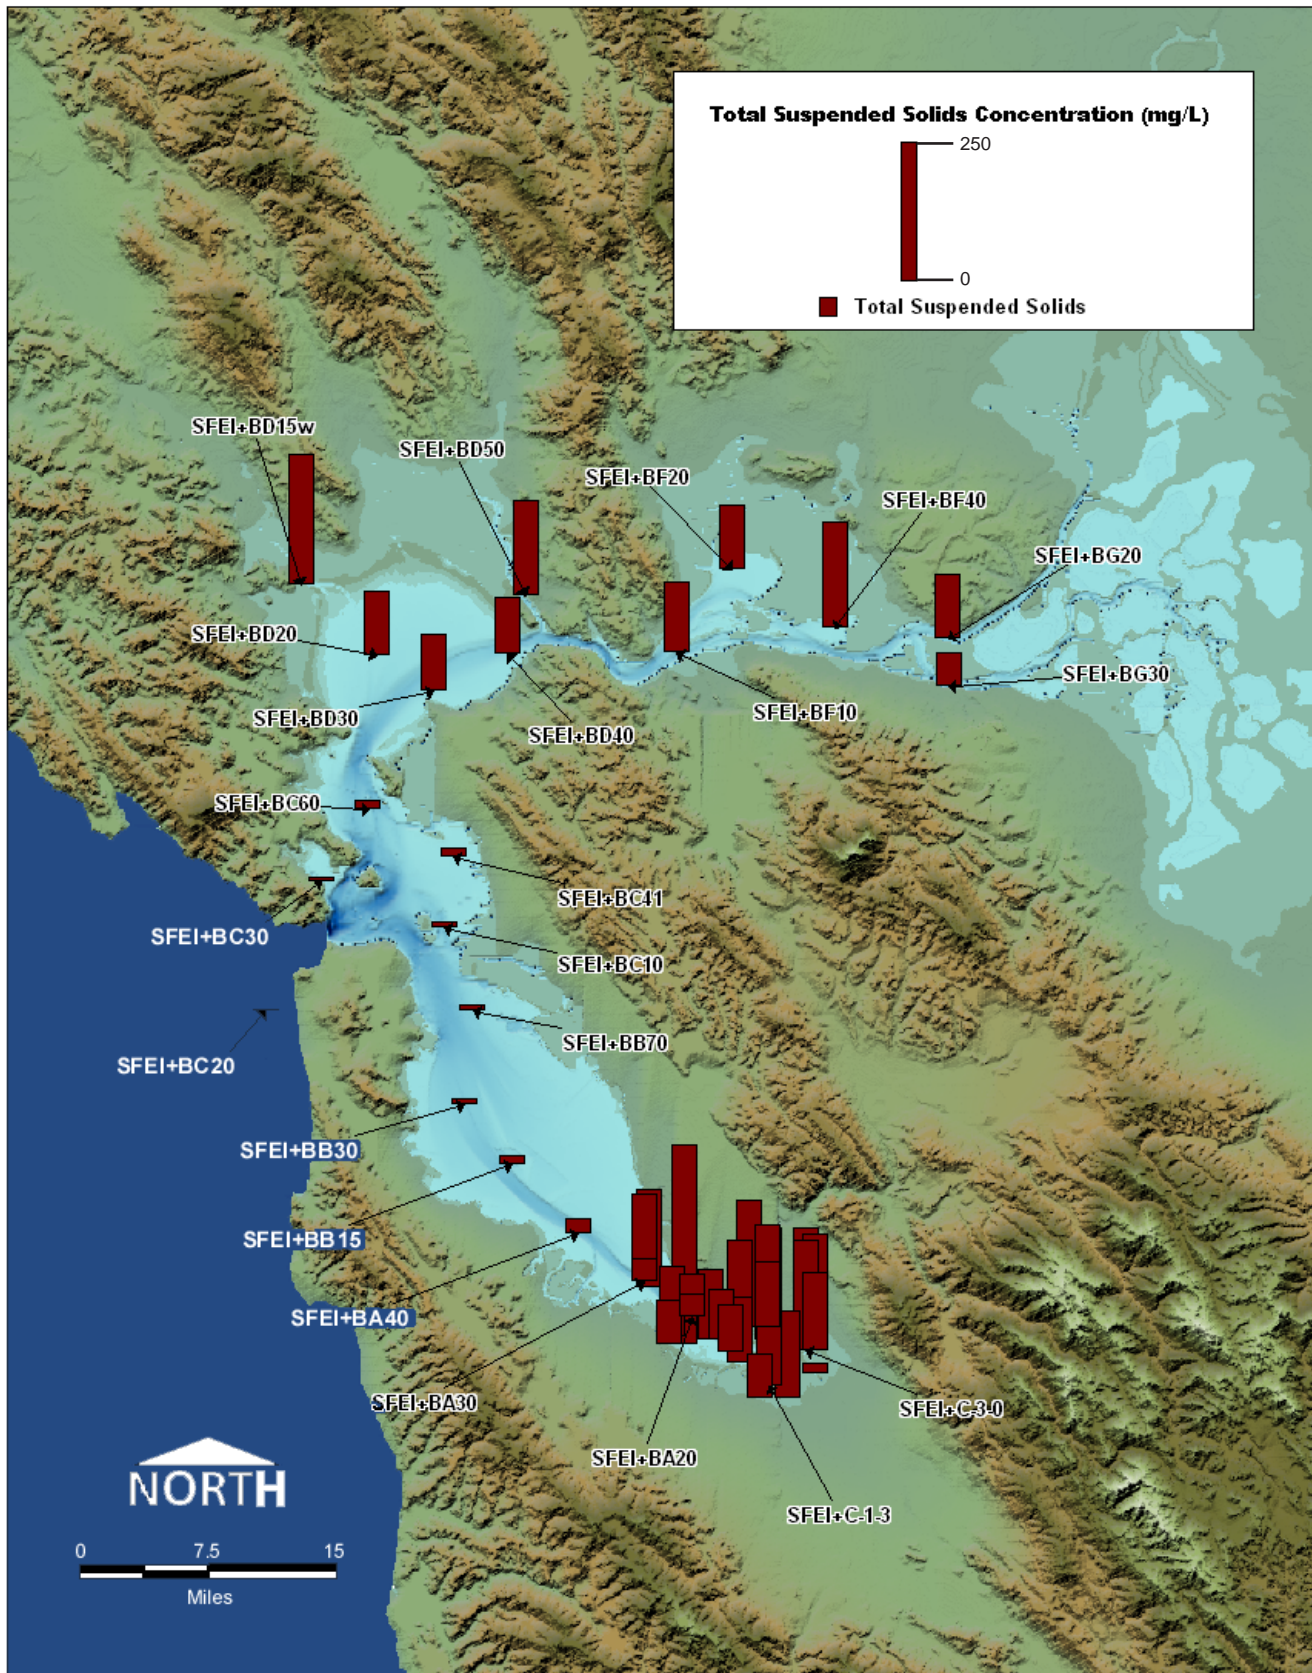 Total Suspended Solids Concentration (mg/L)
250
0
Total Suspended Solids
SFEI+BD15w
SFEI+BD50
SFEI+BF20
SFEI+BF40
SFEI+BG20
SFEI+BD20
SFEI+BG30
SFEI+BD30
SFEI+BF10
SFEI+BD40
SFEI+BC60
SFEI+BC41
SFEI+BC30
SFEI+BC10
SFEI+BB70
SFEI+BC20
SFEI+BB30
SFEI+BB15
SFEI+BA40
SFEI+BA30
SFEI+C-3-0
SFEI+BA20
SFEI+C-1-3
NORTH
0 7.5 15
Miles